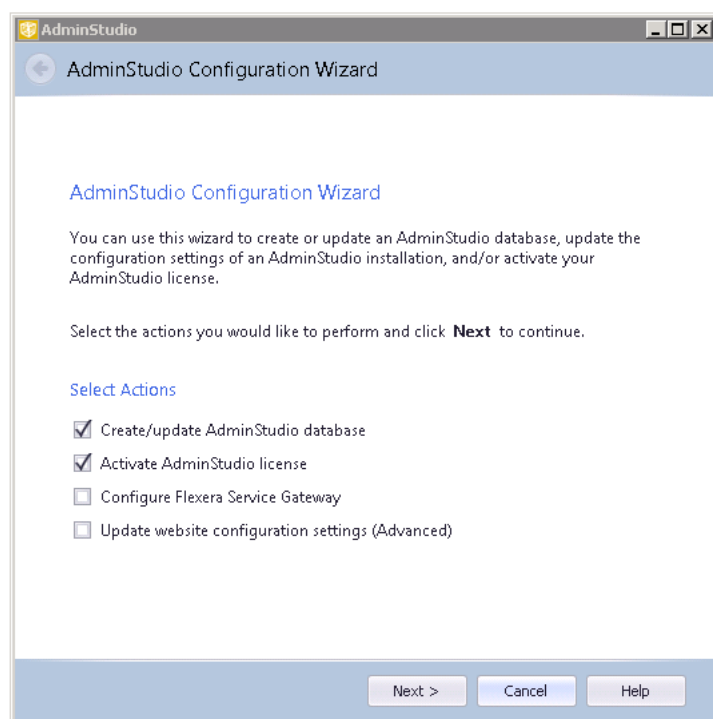 AdminStudio
AdminStudio Configuration Wizard
AdminStudio Configuration Wizard
You can use this wizard to create or update an AdminStudio database, update the
configuration settings of an AdminStudio installation, and/or activate your
AdminStudio license.
Select the actions you would like to perform and click Next to continue.
Select Actions
Create/update AdminStudio database
Activate AdminStudio license
Configure Flexera Service Gateway
Update website configuration settings (Advanced)
Next > Cancel Help